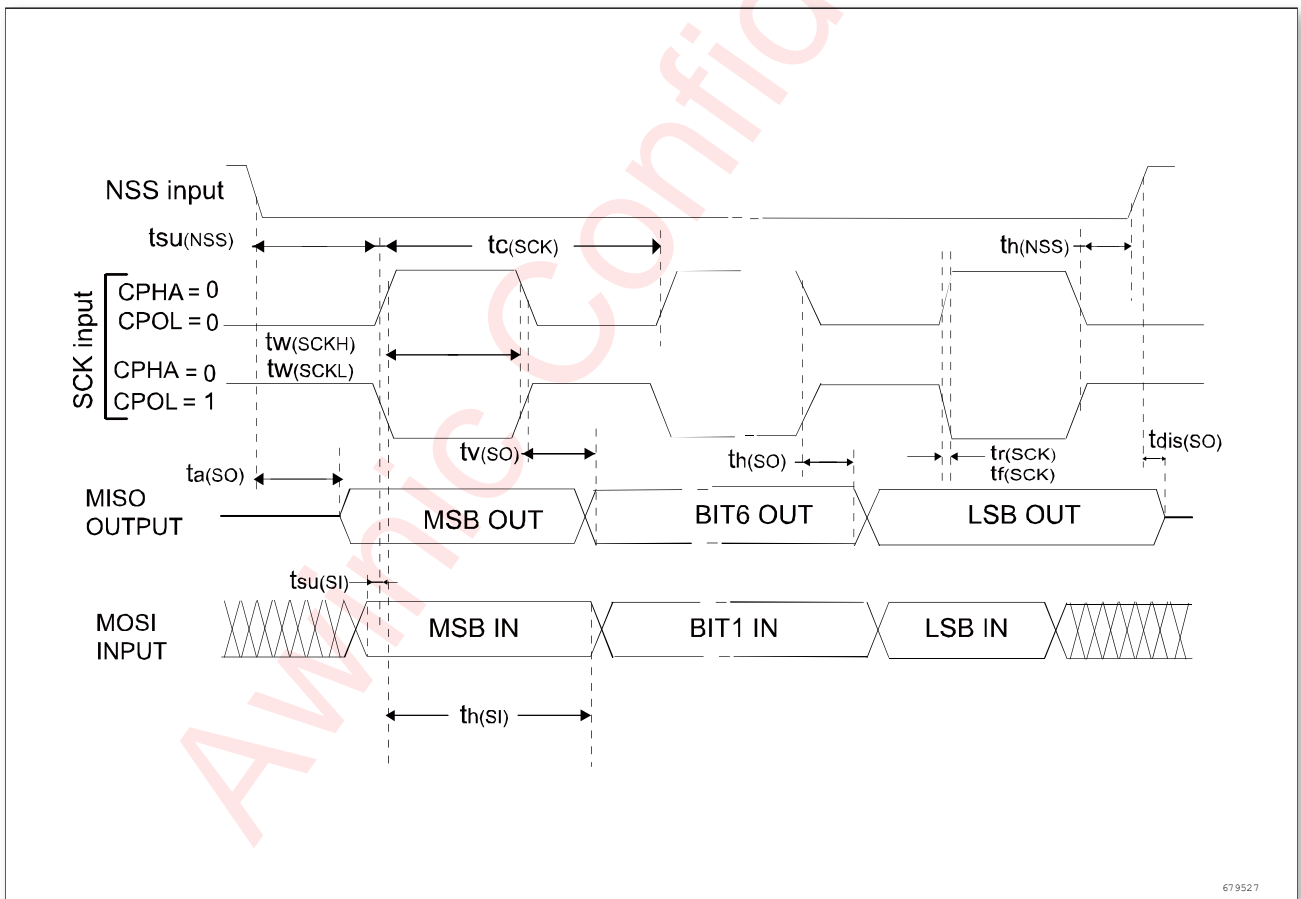 Awinic Confid
NSS input
tsu(NSS)
tc(SCK)
th(NSS)
SCK input
CPHA = 0
CPOL = 0
tw(SCKH)
tw(SCKL)
CPHA = 0
CPOL = 1
tv(SO)
th(SO)
tr(SCK)
tf(SCK)
tdis(SO)
ta(SO)
MISO
OUTPUT
MSB OUT
BIT6 OUT
LSB OUT
tsu(SI)
MOSI
INPUT
MSB IN
BIT1 IN
LSB IN
th(SI)
679527